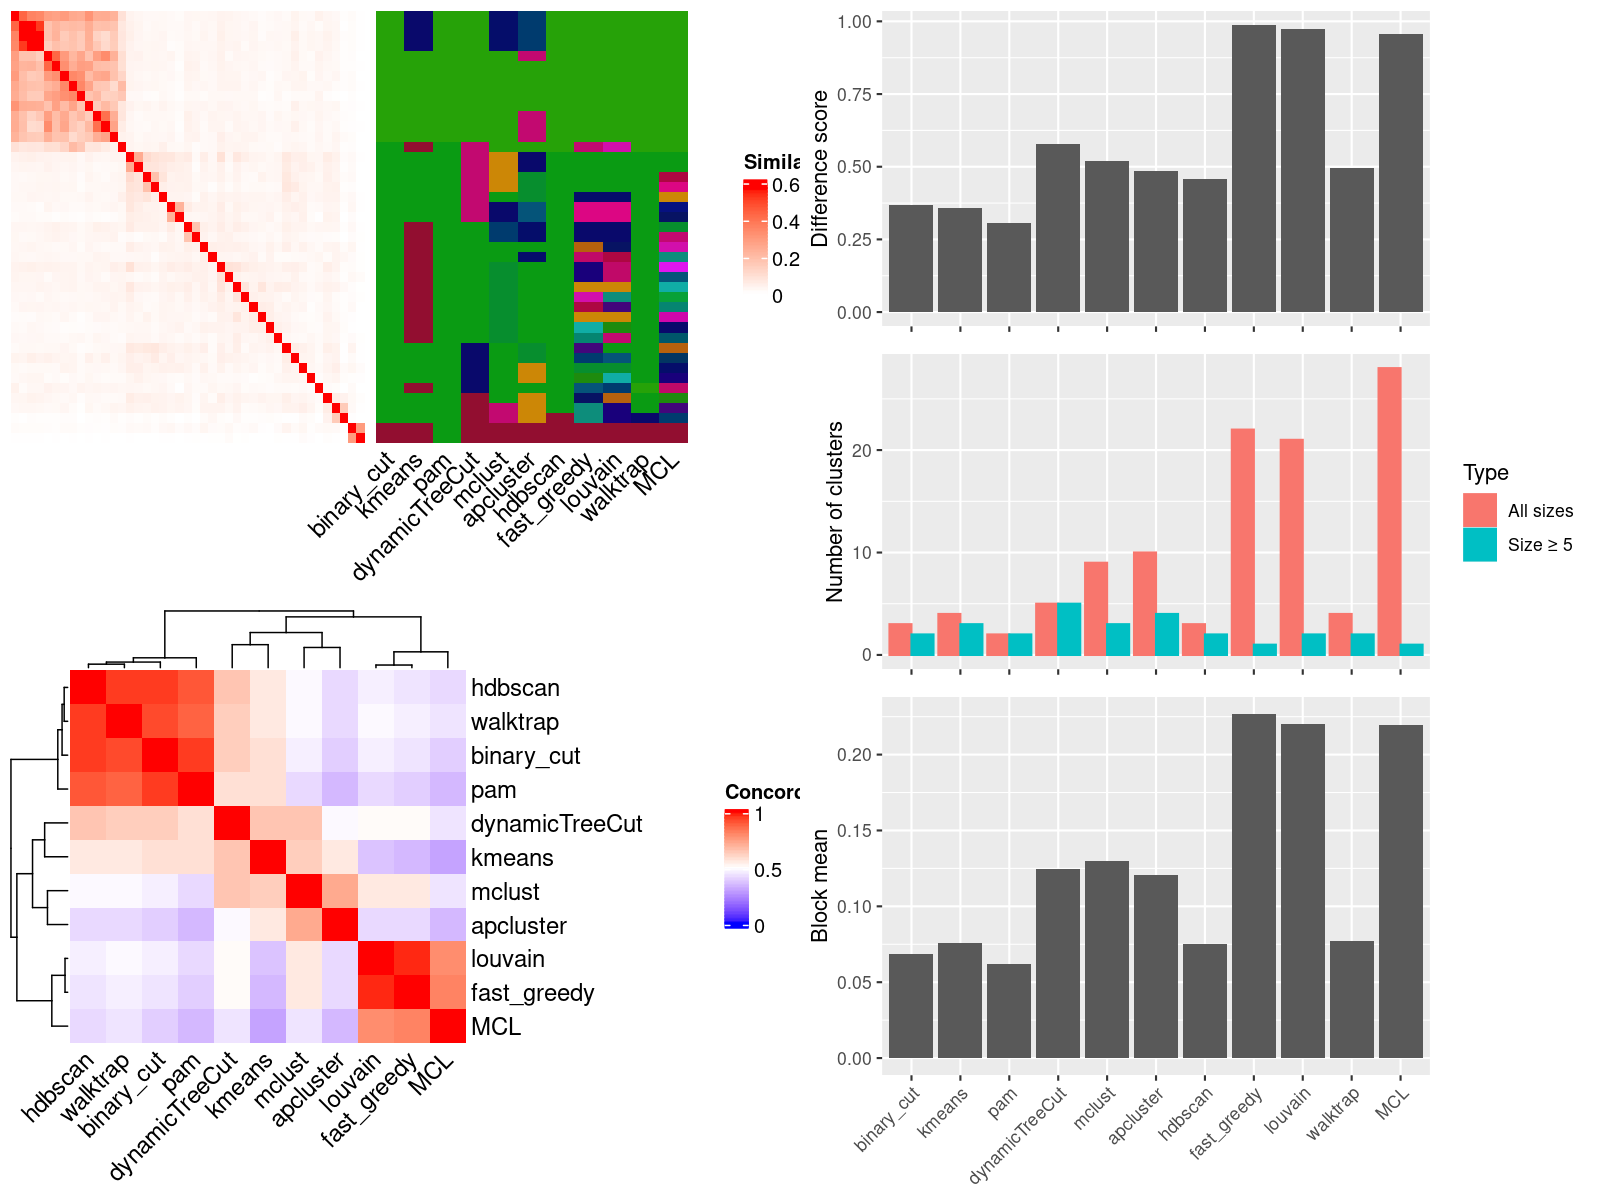 Simila
0.6
0.4
0.2
0
binary_cut
kmeans
pam
dynamicTreeCut
mclust
apcluster
hdbscan
fast_greedy
louvain
walktrap
MCL
hdbscan
walktrap
binary_cut
pam
dynamicTreeCut
kmeans
mclust
apcluster
louvain
fast_greedy
MCL
hdbscan
walktrap
binary_cut
pam
dynamicTreeCut
kmeans
mclust
apcluster
louvain
fast_greedy
MCL
Concord
1
0.5
0
Difference score
1.00
0.75
0.50
0.25
0.00
Number of clusters
20
10
0
Type
All sizes
Size ≥ 5
Block mean
0.20
0.15
0.10
0.05
0.00
binary_cut
kmeans
pam
dynamicTreeCut
mclust
apcluster
hdbscan
fast_greedy
louvain
walktrap
MCL